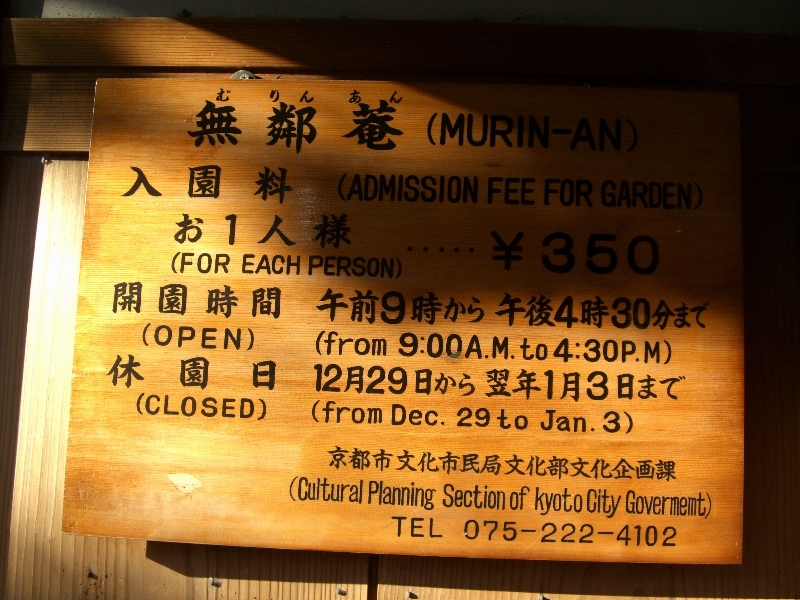 むりんあん
無鄰菴 (MURIN-AN)
入園料 (ADMISSION FEE FOR GARDEN)
お1人様 ..... ¥350
(FOR EACH PERSON)
開園時間 午前9時から 午後4時30分まで
(OPEN) (from 9:00A.M. to 4:30P.M)
休園日 12月29日から 翌年1月3日まで
(CLOSED) (from Dec. 29 to Jan. 3)
京都市文化市民局文化部文化企画課
(Cultural Planning Section of Kyoto City Govermemt)
TEL 075-222-4102